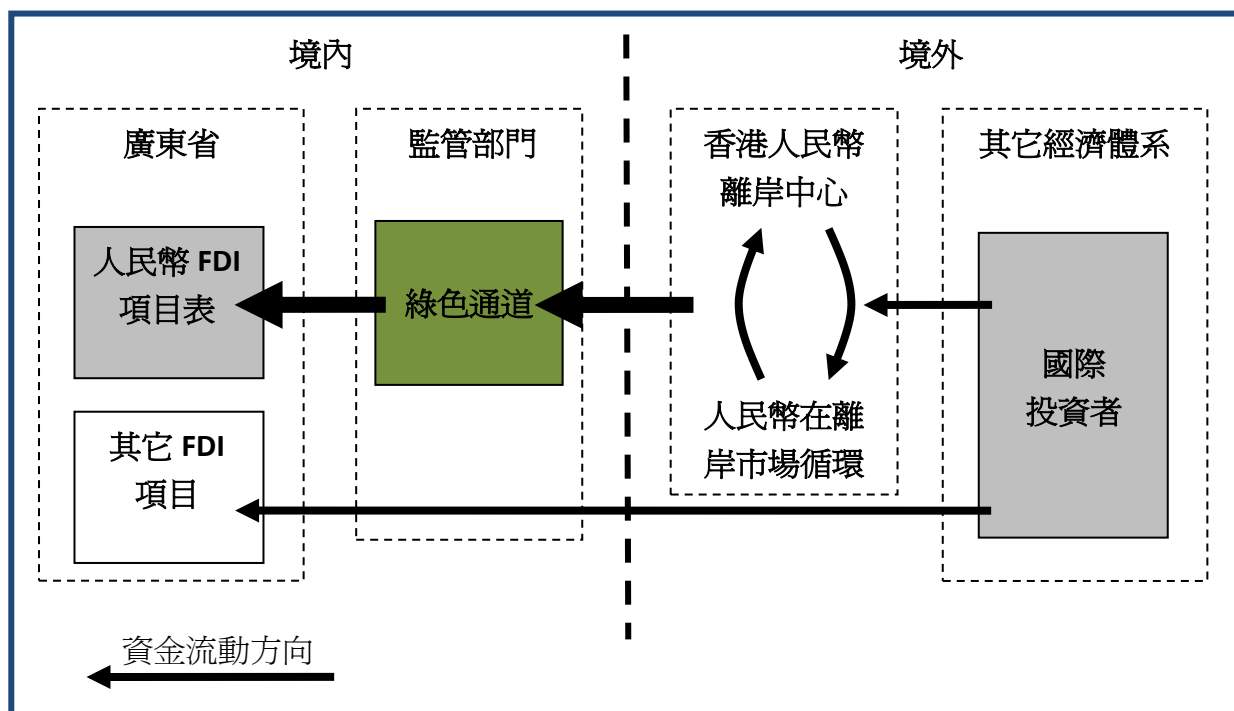 境內
境外
廣東省
監管部門
香港人民幣
離岸中心
其它經濟體系
人民幣 FDI
項目表
綠色通道
國際
投資者
人民幣在離
岸市場循環
其它 FDI
項目
資金流動方向